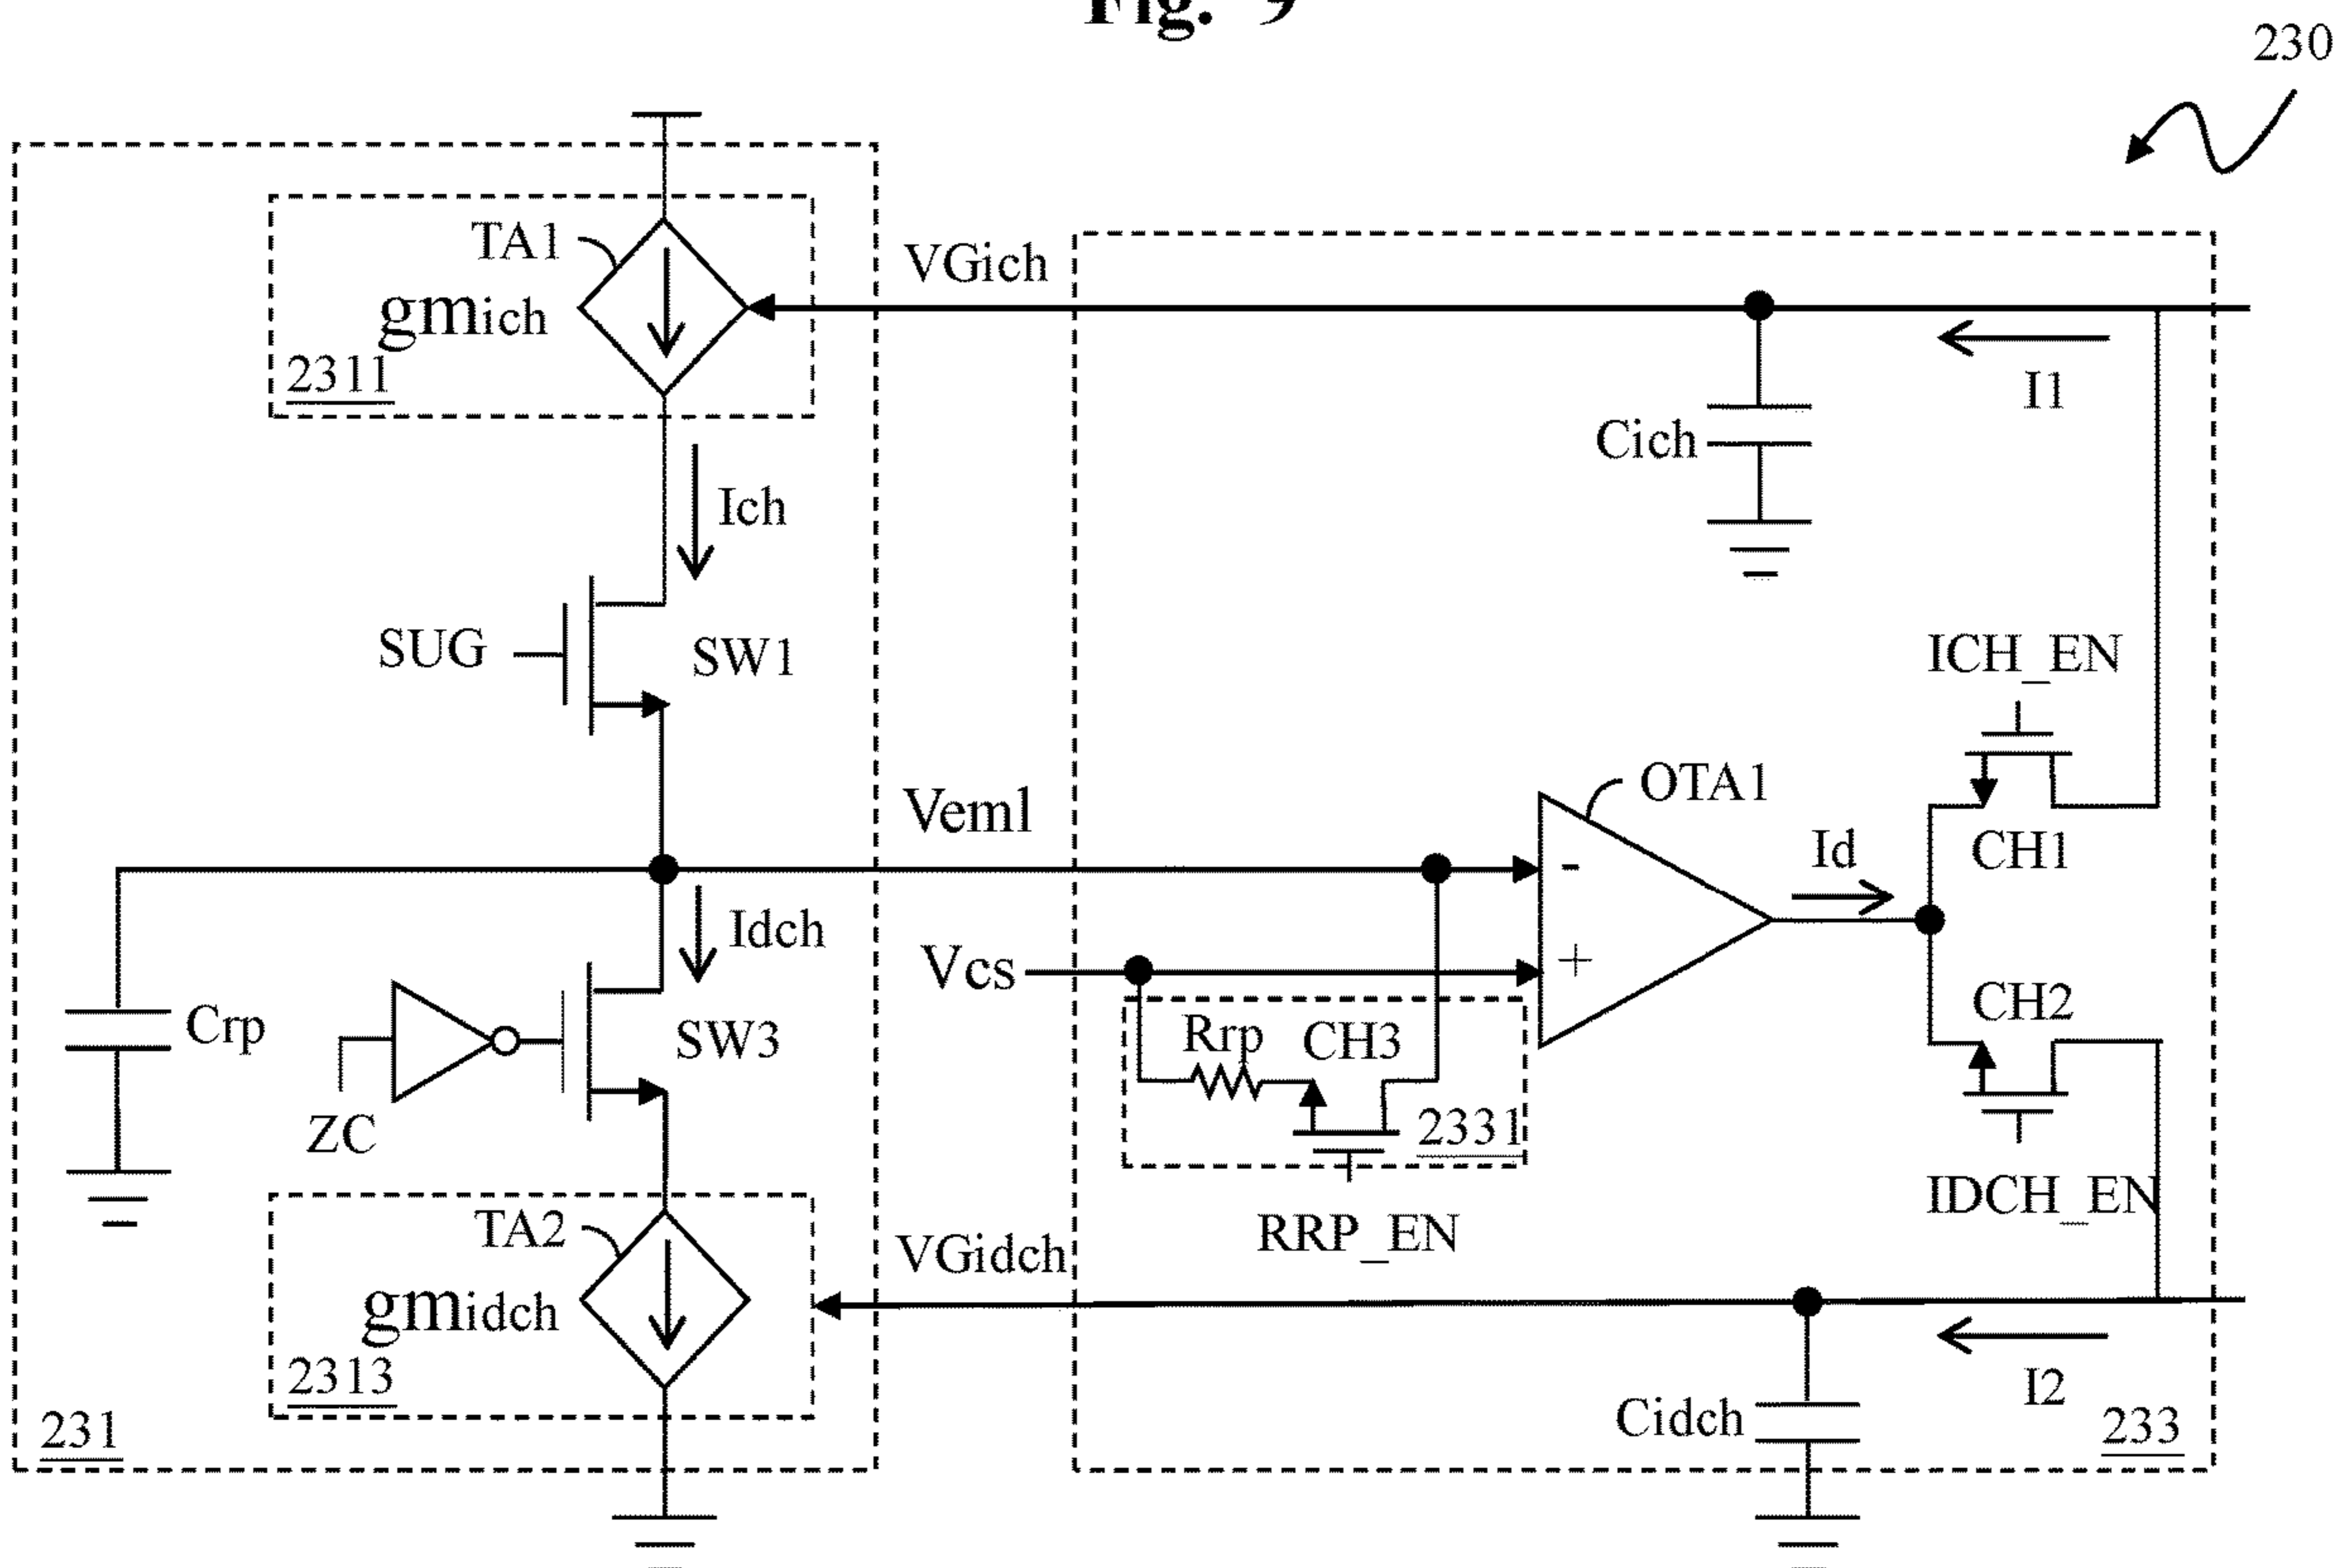 Fig. 9
230
TA1
gmich
2311
VGich
I1
Cich
Ich
SUG
SW1
ICH_EN
CH1
OTA1
Veml
-
Id
Idch
Vcs
+
Crp
SW3
ZC
Rrp
CH3
2331
CH2
RRP_EN
IDCH_EN
TA2
gmidch
2313
VGidch
I2
Cidch
231
233